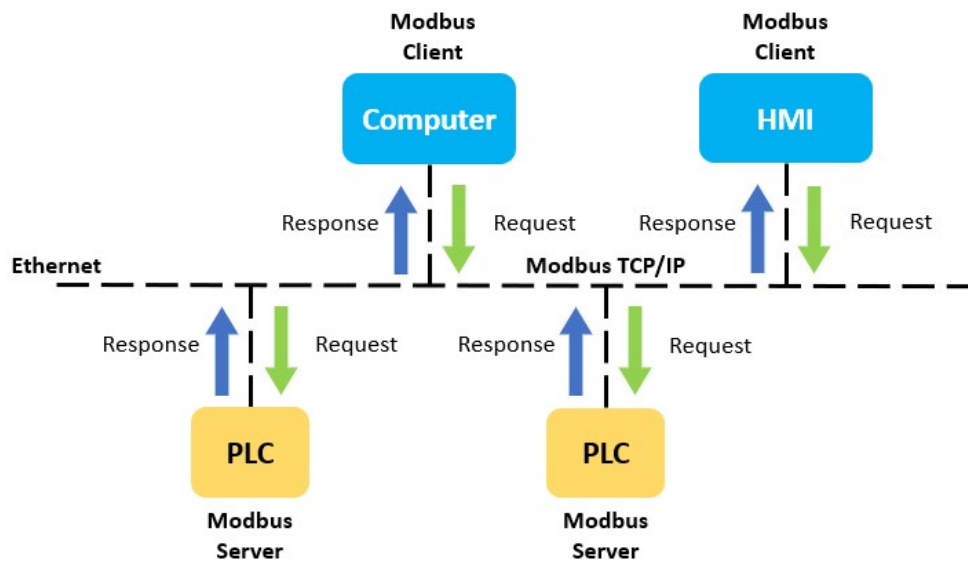 Modbus
Client
Modbus
Client
Computer
HMI
Response
Request
Response
Request
Ethernet
Modbus TCP/IP
Response
Request
Response
Request
PLC
PLC
Modbus
Server
Modbus
Server